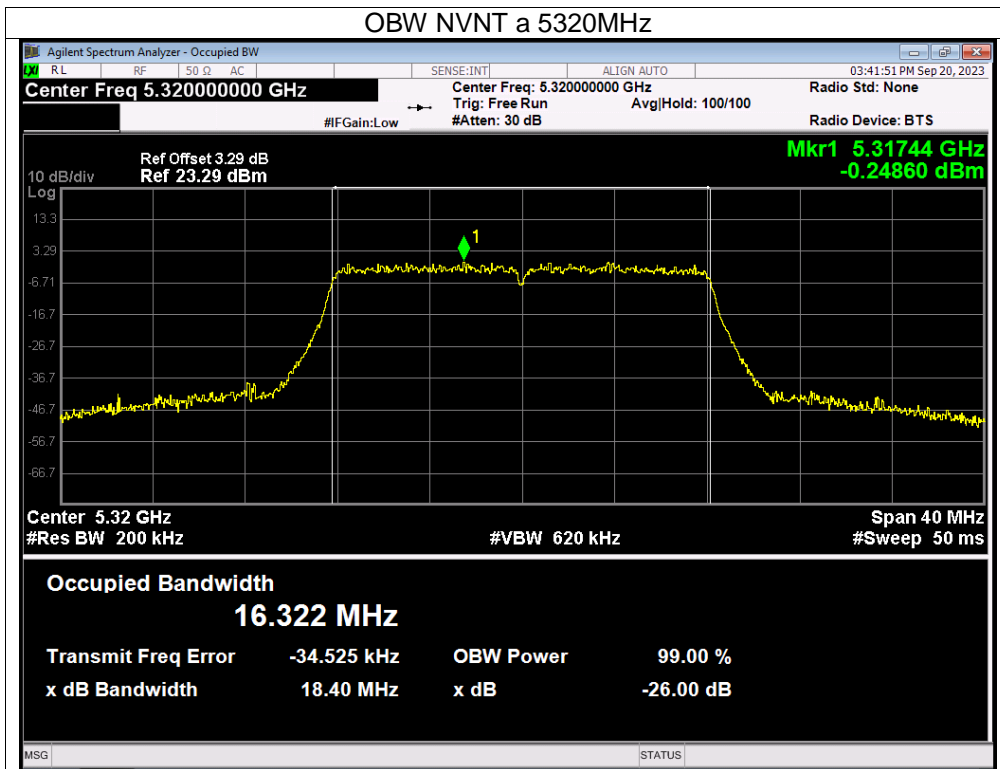 OBW NVNT a 5320MHz
Agilent Spectrum Analyzer - Occupied BW
LXI RL RF 50 Ω AC SENSE:INT ALIGN AUTO 03:41:51 PM Sep 20, 2023
Center Freq 5.320000000 GHz Center Freq: 5.320000000 GHz Radio Std: None
Trig: Free Run Avg|Hold: 100/100
#IFGain:Low #Atten: 30 dB Radio Device: BTS
Mkr1 5.31744 GHz
-0.24860 dBm
Ref Offset 3.29 dB
10 dB/div Ref 23.29 dBm
Log
13.3
1
3.29
-6.71
-16.7
-26.7
-36.7
-46.7
-56.7
-66.7
Center 5.32 GHz Span 40 MHz
#Res BW 200 kHz #VBW 620 kHz #Sweep 50 ms
Occupied Bandwidth
16.322 MHz
Transmit Freq Error -34.525 kHz OBW Power 99.00 %
x dB Bandwidth 18.40 MHz x dB -26.00 dB
MSG STATUS